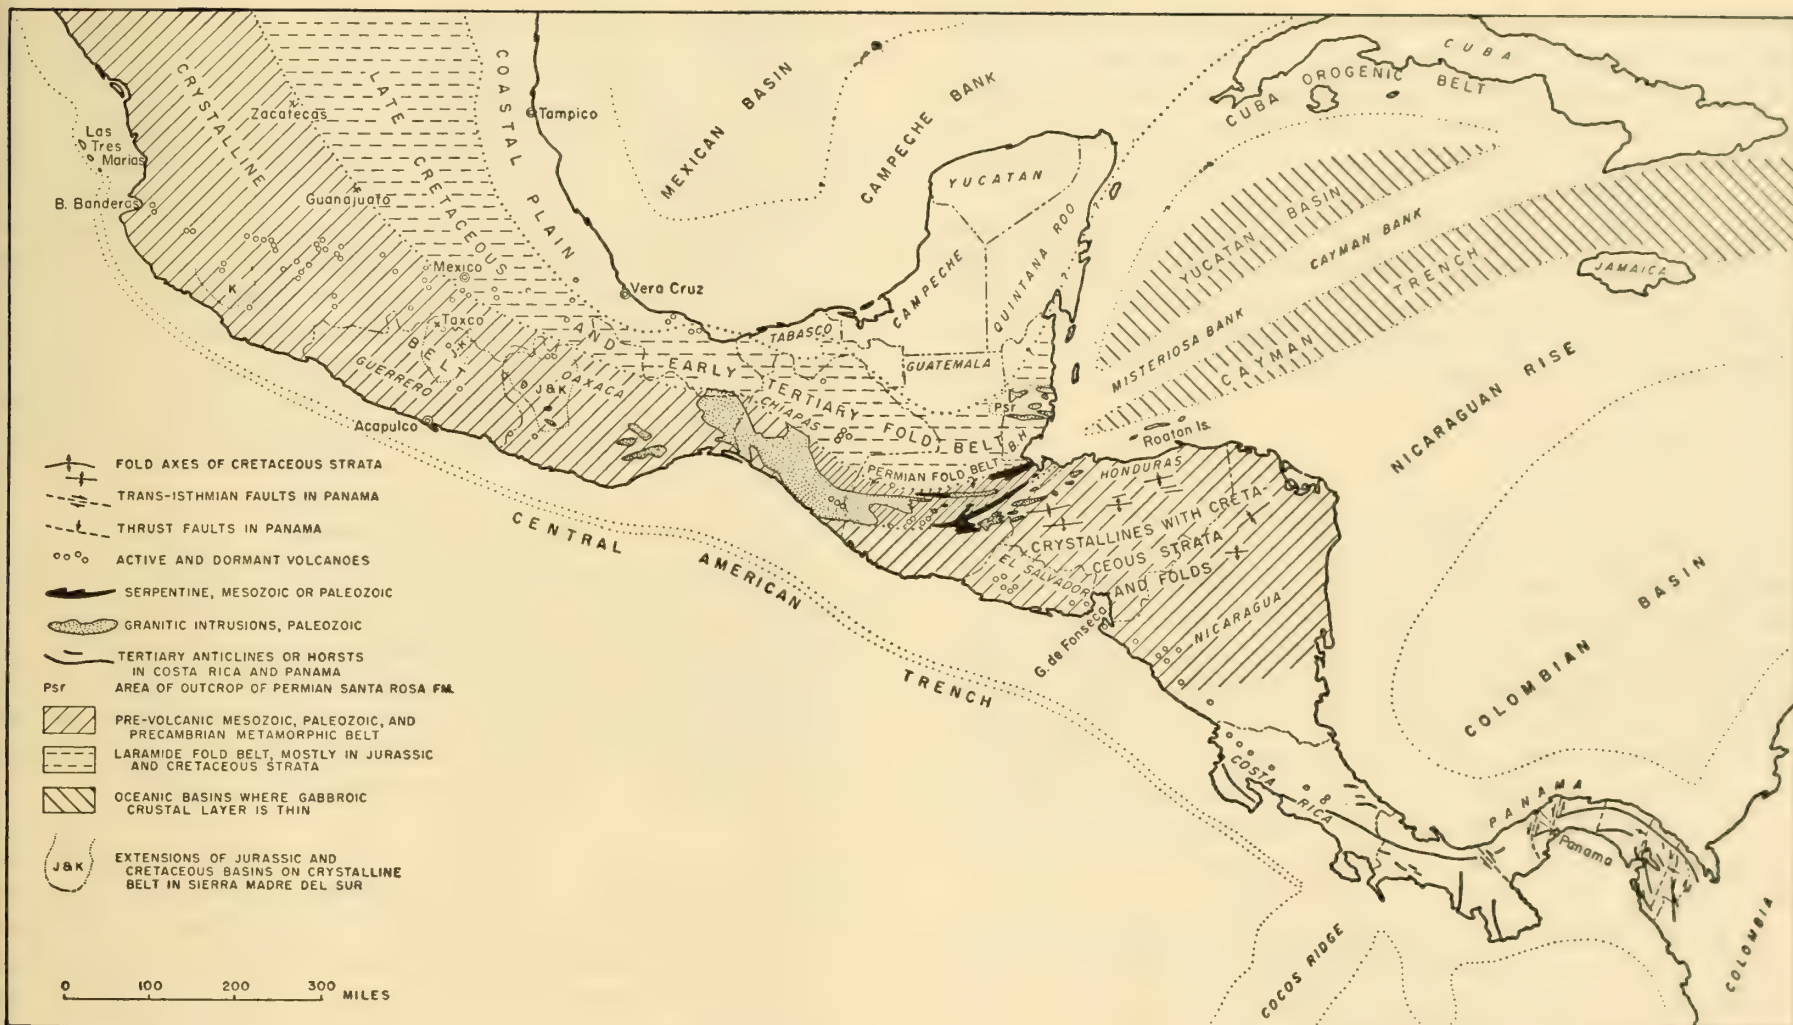 CRYSTALLINE
BELT
LATE
CRETACEOUS
AND
EARLY
TERTIARY
FOLD
BELT
COASTAL PLAIN
Zacatecas
Tampico
Las
Tres
Marias
B. Banderas
Guanajuato
Mexico
Vera Cruz
K
Taxco
J&K
GUERRERO
J&K
OAXACA
Acapulco
MEXICAN BASIN
CAMPECHE BANK
YUCATAN
CAMPECHE
QUINTANA ROO
? ?
TABASCO
GUATEMALA
CHIAPAS
Psr
B.H.
PERMIAN FOLD BELT
CUBA
CUBA OROGENIC BELT
YUCATAN BASIN
CAYMAN BANK
MISTERIOSA BANK
CAYMAN TRENCH
JAMAICA
Roatan Is.
HONDURAS
CRYSTALLINES WITH CRETA-
CEOUS STRATA
AND FOLDS
EL SALVADOR
G. de Fonseca
NICARAGUA
NICARAGUAN RISE
COLOMBIAN BASIN
CENTRAL AMERICAN TRENCH
COSTA RICA
PANAMA
Panama
COCOS RIDGE
COLOMBIA
FOLD AXES OF CRETACEOUS STRATA
TRANS-ISTHMIAN FAULTS IN PANAMA
THRUST FAULTS IN PANAMA
ACTIVE AND DORMANT VOLCANOES
SERPENTINE, MESOZOIC OR PALEOZOIC
GRANITIC INTRUSIONS, PALEOZOIC
TERTIARY ANTICLINES OR HORSTS
IN COSTA RICA AND PANAMA
Psr AREA OF OUTCROP OF PERMIAN SANTA ROSA FM.
PRE-VOLCANIC MESOZOIC, PALEOZOIC, AND
PRECAMBRIAN METAMORPHIC BELT
LARAMIDE FOLD BELT, MOSTLY IN JURASSIC
AND CRETACEOUS STRATA
OCEANIC BASINS WHERE GABBROIC
CRUSTAL LAYER IS THIN
J&K
EXTENSIONS OF JURASSIC AND
CRETACEOUS BASINS ON CRYSTALLINE
BELT IN SIERRA MADRE DEL SUR
0 100 200 300 MILES